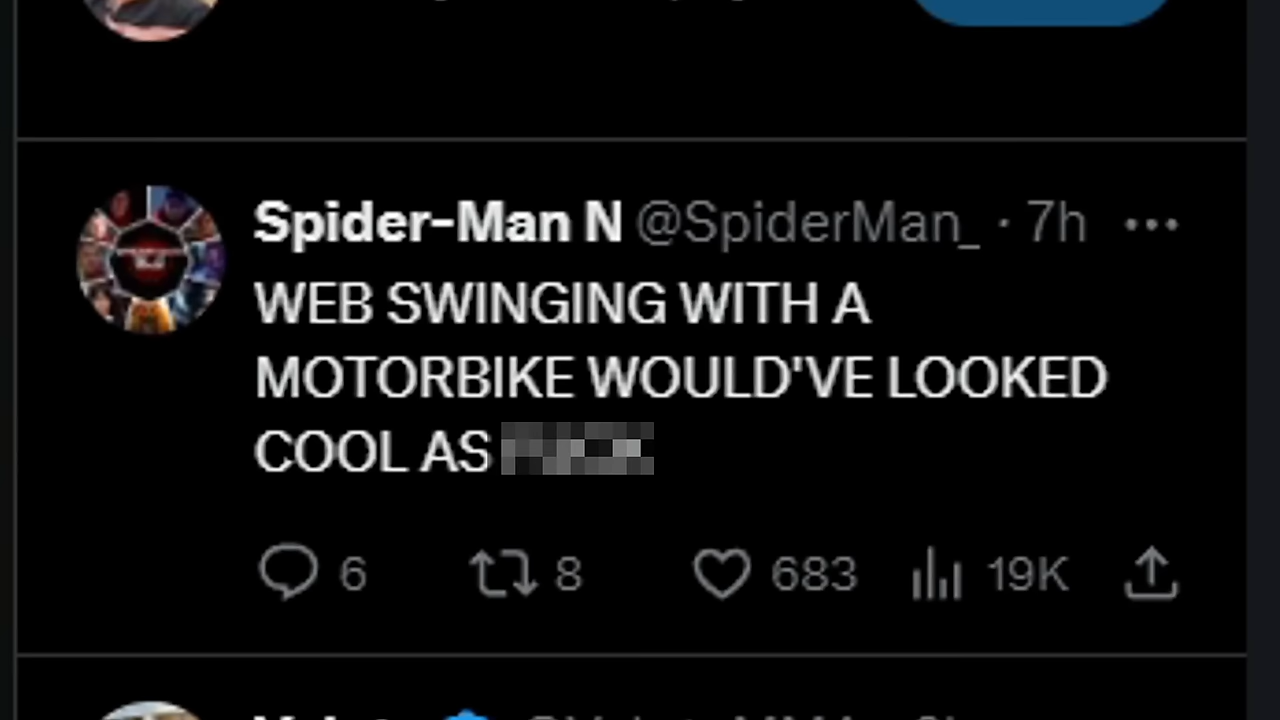 Spider-Man N @SpiderMan_ · 7h ···
WEB SWINGING WITH A
MOTORBIKE WOULD'VE LOOKED
COOL AS
6 8 683 19K